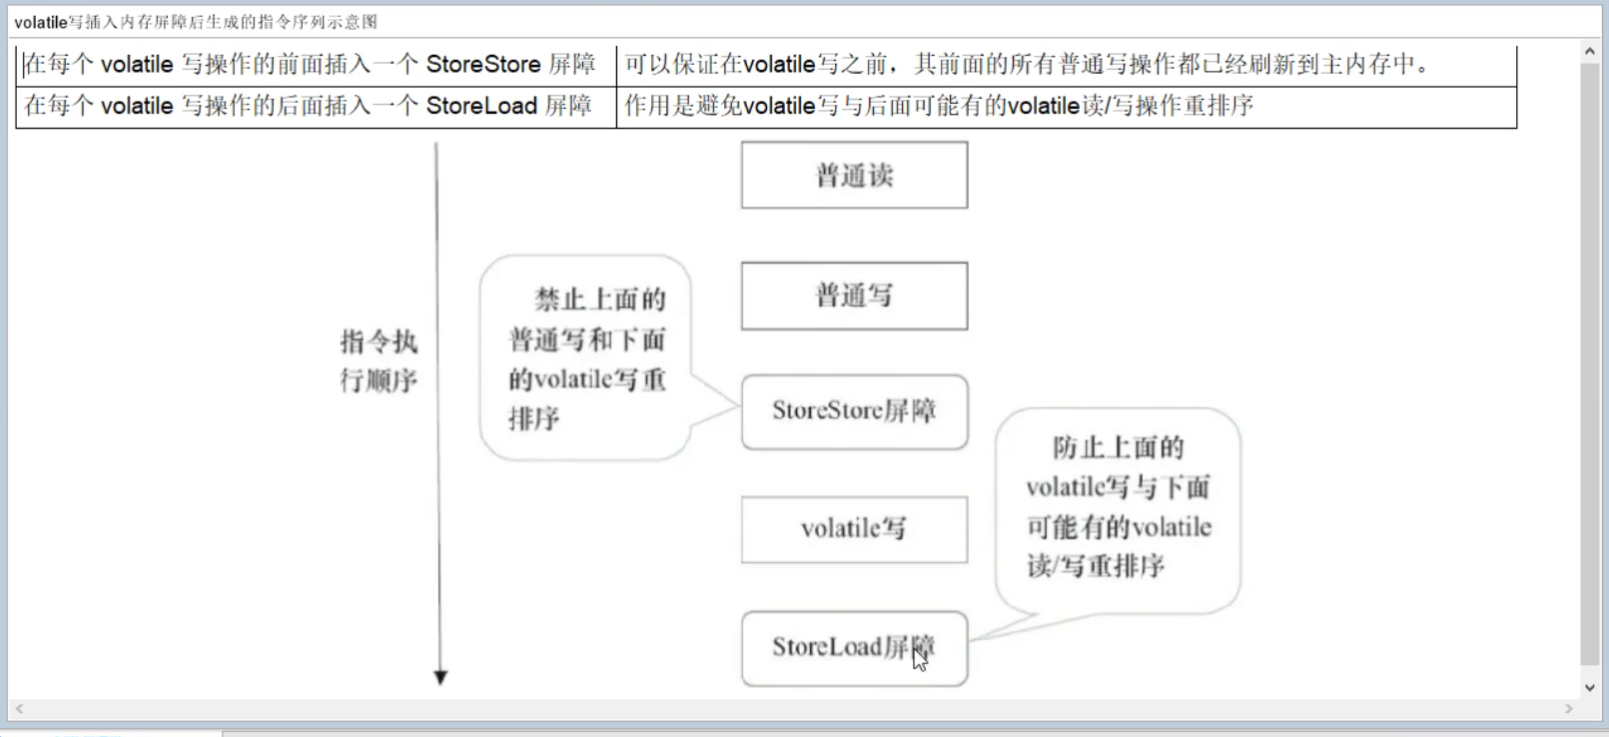 volatile写插入内存屏障后生成的指令序列示意图
在每个 volatile 写操作的前面插入一个 StoreStore 屏障 可以保证在volatile写之前，其前面的所有普通写操作都已经刷新到主内存中。
在每个 volatile 写操作的后面插入一个 StoreLoad 屏障 作用是避免volatile写与后面可能有的volatile读/写操作重排序
普通读
普通写
禁止上面的
普通写和下面
的volatile写重
排序
指令执
行顺序
StoreStore屏障
防止上面的
volatile写与下面
可能有的volatile
读/写重排序
volatile写
StoreLoad屏障